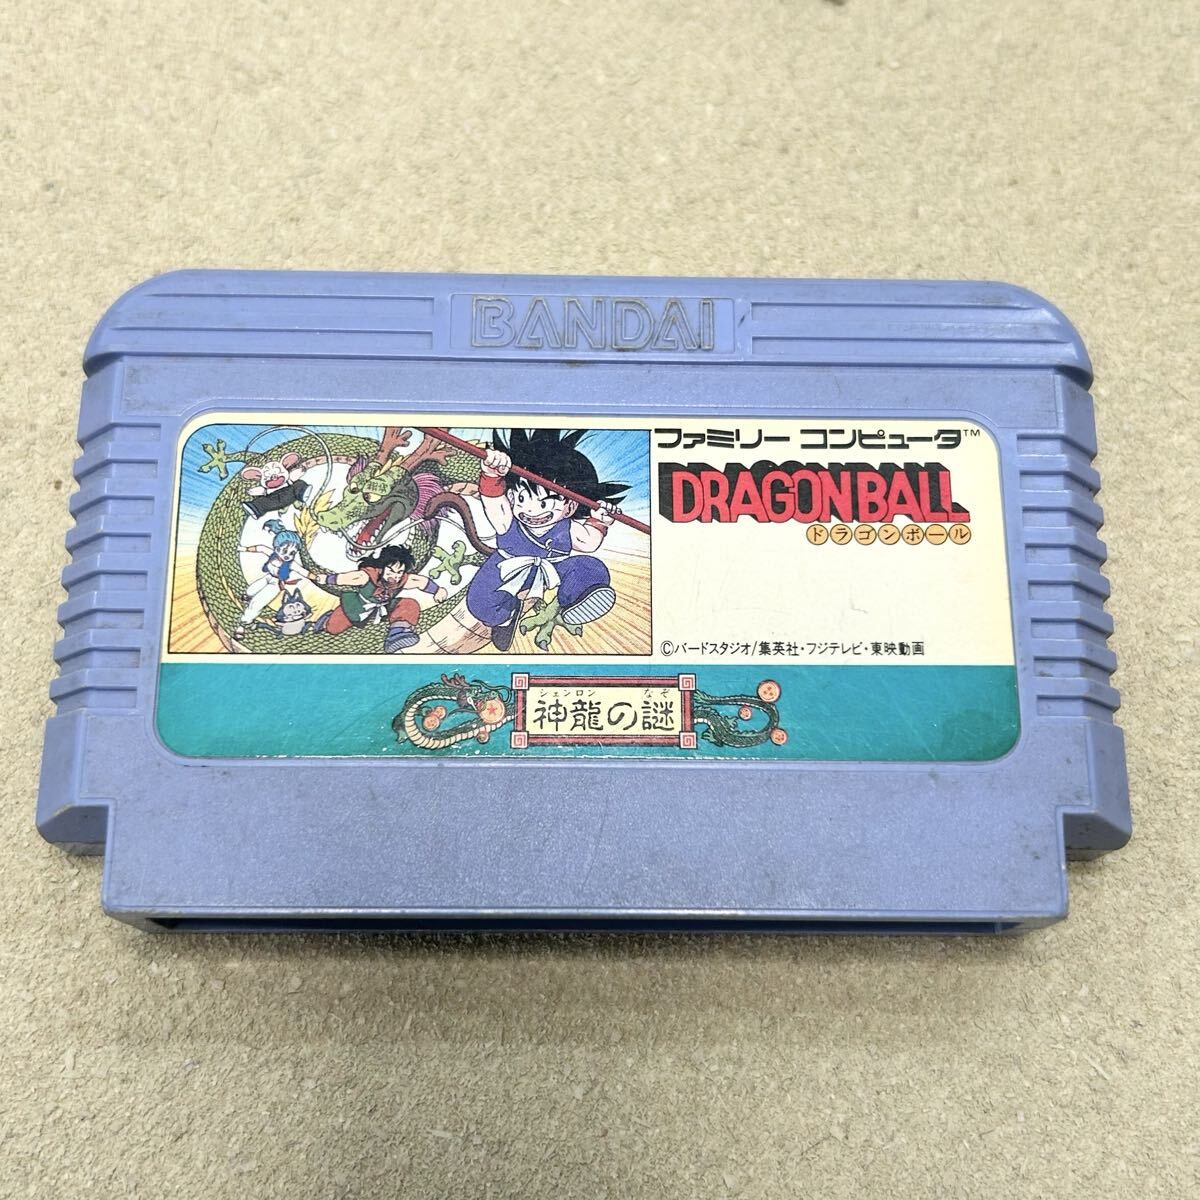 BANDAI
ファミリー コンピュータ™
DRAGON BALL
ドラゴンボール
©バードスタジオ/集英社・フジテレビ・東映動画
シェンロン なぞ
神龍の謎